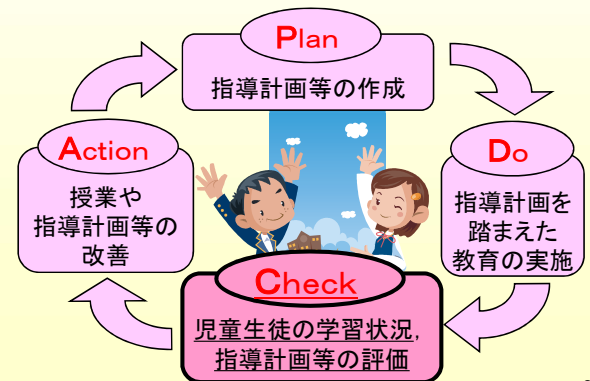 Plan
指導計画等の作成
Do
指導計画を
踏まえた
教育の実施
Check
児童生徒の学習状況,
指導計画等の評価
Action
授業や
指導計画等の
改善